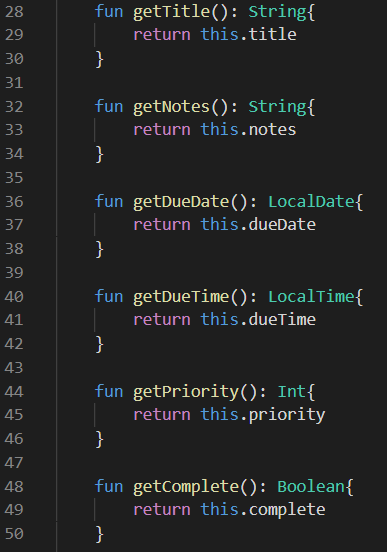 28 fun getTitle(): String{
29 return this.title
30 }
31
32 fun getNotes(): String{
33 return this.notes
34 }
35
36 fun getDueDate(): LocalDate{
37 return this.dueDate
38 }
39
40 fun getDueTime(): LocalTime{
41 return this.dueTime
42 }
43
44 fun getPriority(): Int{
45 return this.priority
46 }
47
48 fun getComplete(): Boolean{
49 return this.complete
50 }